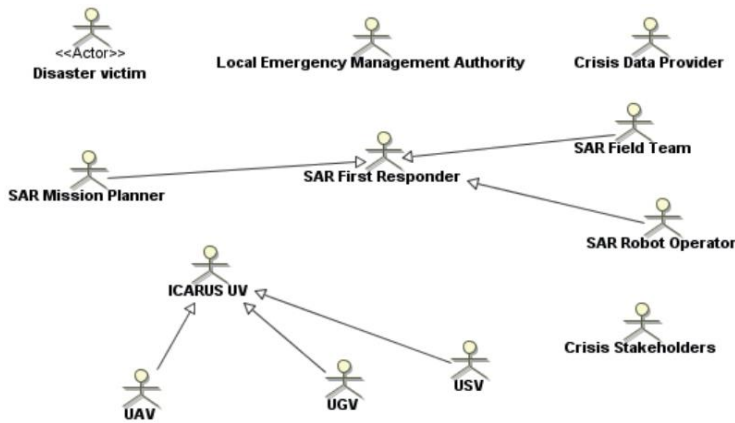 <<Actor>>
Disaster victim
Local Emergency Management Authority
Crisis Data Provider
SAR Mission Planner
SAR First Responder
SAR Field Team
SAR Robot Operator
ICARUS UV
Crisis Stakeholders
UAV
UGV
USV